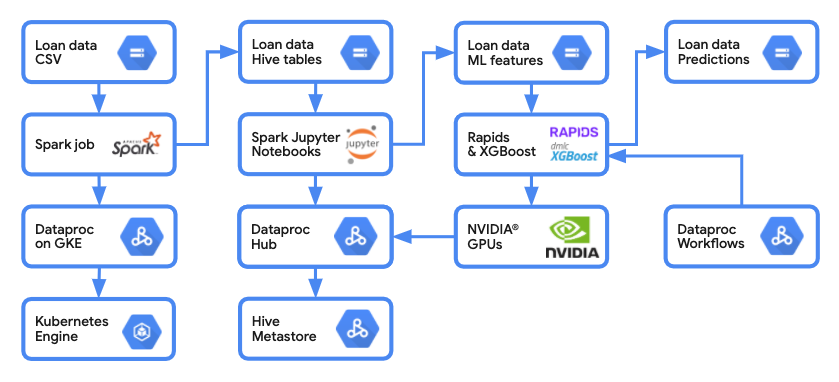 Loan data
CSV
Loan data
Hive tables
Loan data
ML features
Loan data
Predictions
Spark job
APACHE
Spark
Spark Jupyter
Notebooks
jupyter
Rapids
& XGBoost
RAPIDS
dmlc
XGBoost
Dataproc
on GKE
Dataproc
Hub
NVIDIA®
GPUs
NVIDIA
Dataproc
Workflows
Kubernetes
Engine
Hive
Metastore